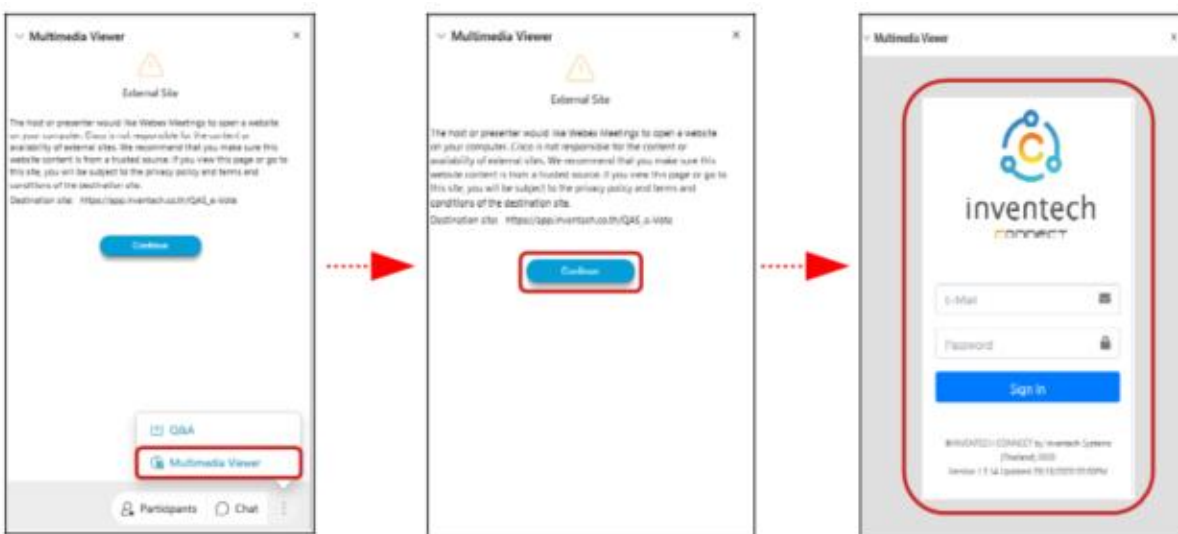 Multimedia Viewer ×
External Site
The host or presenter would like Webex Meetings to open a website
on your computer. Cisco is not responsible for the content or
availability of external sites. We recommend that you make sure this
website content is from a trusted source. If you view this page or go to
this site, you will be subject to the privacy policy and terms and
conditions of the destination site.
Destination site: https://app.inventech.co.th/QAS_e-Vote
Continue
Q&A
Multimedia Viewer
Participants Chat
Multimedia Viewer ×
External Site
The host or presenter would like Webex Meetings to open a website
on your computer. Cisco is not responsible for the content or
availability of external sites. We recommend that you make sure this
website content is from a trusted source. If you view this page or go to
this site, you will be subject to the privacy policy and terms and
conditions of the destination site.
Destination site: https://app.inventech.co.th/QAS_e-Vote
Continue
Multimedia Viewer ×
inventech
CONNECT
E-Mail
Password
Sign In
INVENTECH CONNECT by Inventech Systems
(Thailand)
Version Updated